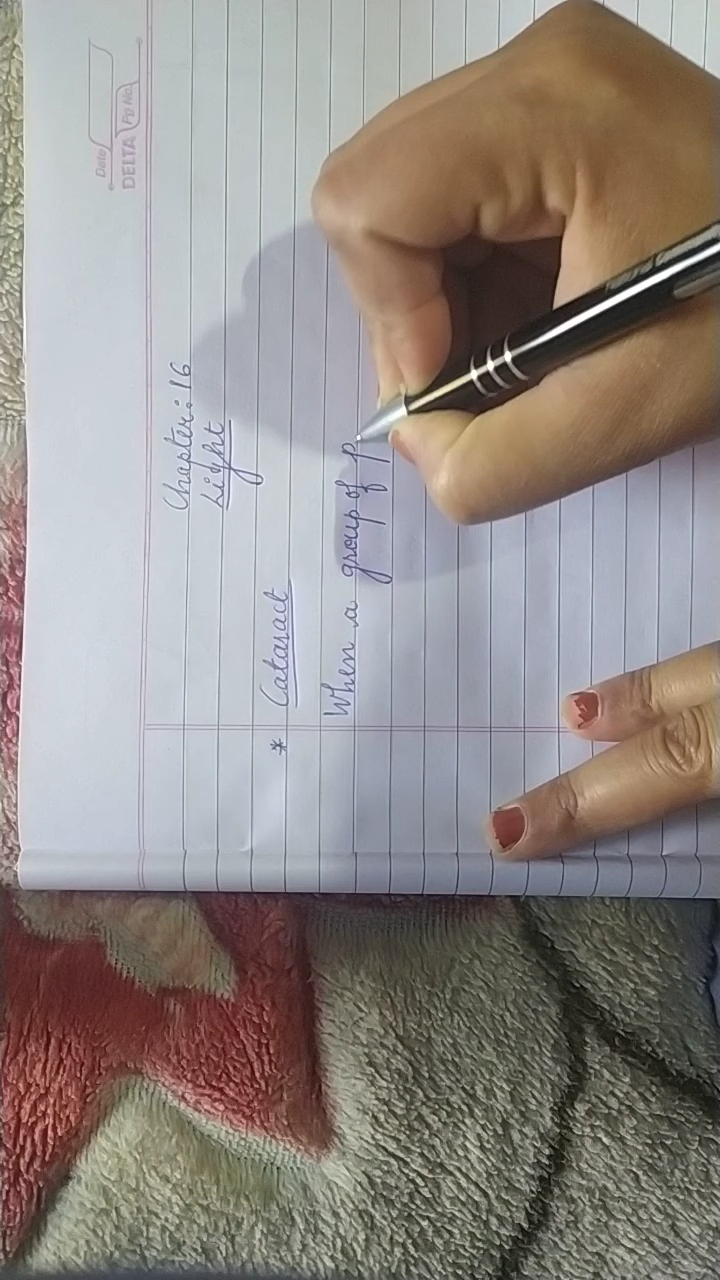 Date
DELTA Pg No.
Chapter: 16
Light
* Cataract
When a group of p